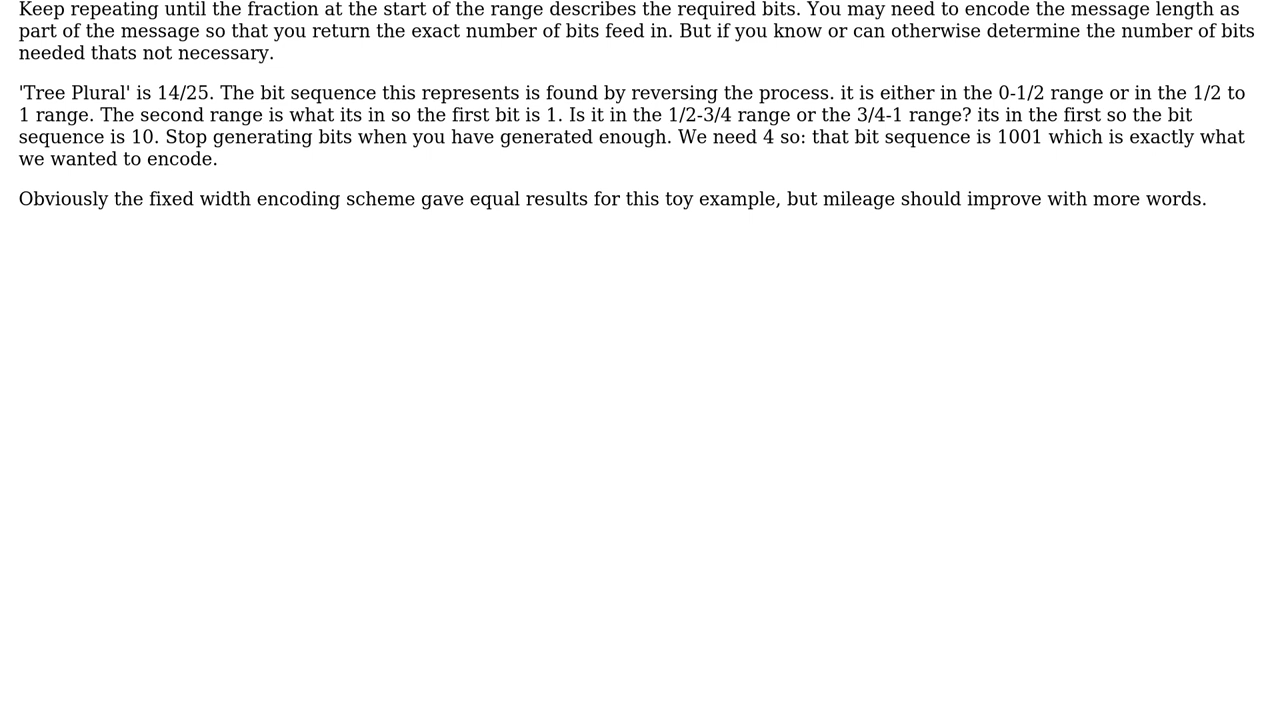 Keep repeating until the fraction at the start of the range describes the required bits. You may need to encode the message length as
part of the message so that you return the exact number of bits feed in. But if you know or can otherwise determine the number of bits
needed thats not necessary.
'Tree Plural' is 14/25. The bit sequence this represents is found by reversing the process. it is either in the 0-1/2 range or in the 1/2 to
1 range. The second range is what its in so the first bit is 1. Is it in the 1/2-3/4 range or the 3/4-1 range? its in the first so the bit
sequence is 10. Stop generating bits when you have generated enough. We need 4 so: that bit sequence is 1001 which is exactly what
we wanted to encode.
Obviously the fixed width encoding scheme gave equal results for this toy example, but mileage should improve with more words.